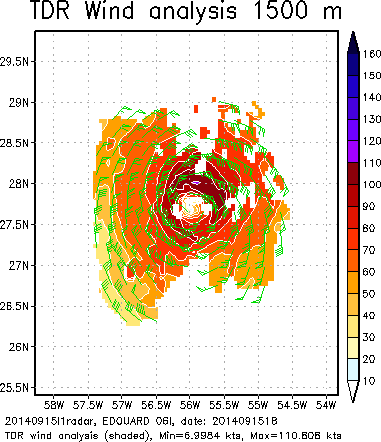 TDR Wind analysis 1500 m
29.5N
29N
28.5N
28N
27.5N
27N
26.5N
26N
25.5N
58W 57.5W 57W 56.5W 56W 55.5W 55W 54.5W 54W
160
150
140
130
120
110
100
90
80
70
60
50
40
30
20
10
20140915I1radar, EDQUARD 06l, date: 2014091518
TDR wind analysis (shaded), Min=6.9984 kts, Max=110.606 kts